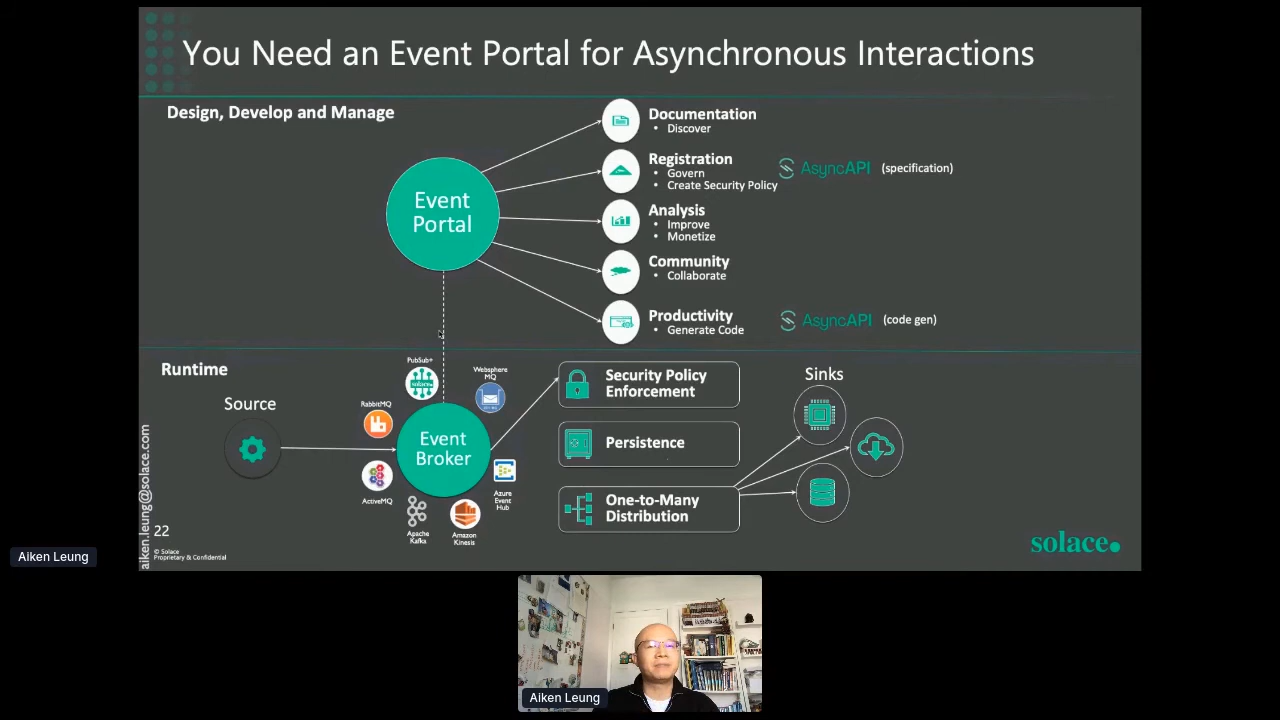 You Need an Event Portal for Asynchronous Interactions
Design, Develop and Manage
Event
Portal
Documentation
• Discover
Registration
• Govern
• Create Security Policy
AsyncAPI (specification)
Analysis
• Improve
• Monetize
Community
• Collaborate
Productivity
• Generate Code
AsyncAPI (code gen)
Runtime
Source
PubSub+
solace.
Websphere
MQ
RabbitMQ
Event
Broker
ActiveMQ
Apache
Kafka
Amazon
Kinesis
Azure
Event
Hub
Security Policy
Enforcement
Persistence
One-to-Many
Distribution
Sinks
aiken.leung@solace.com
22
© Solace
Proprietary & Confidential
solace.
Aiken Leung
Aiken Leung